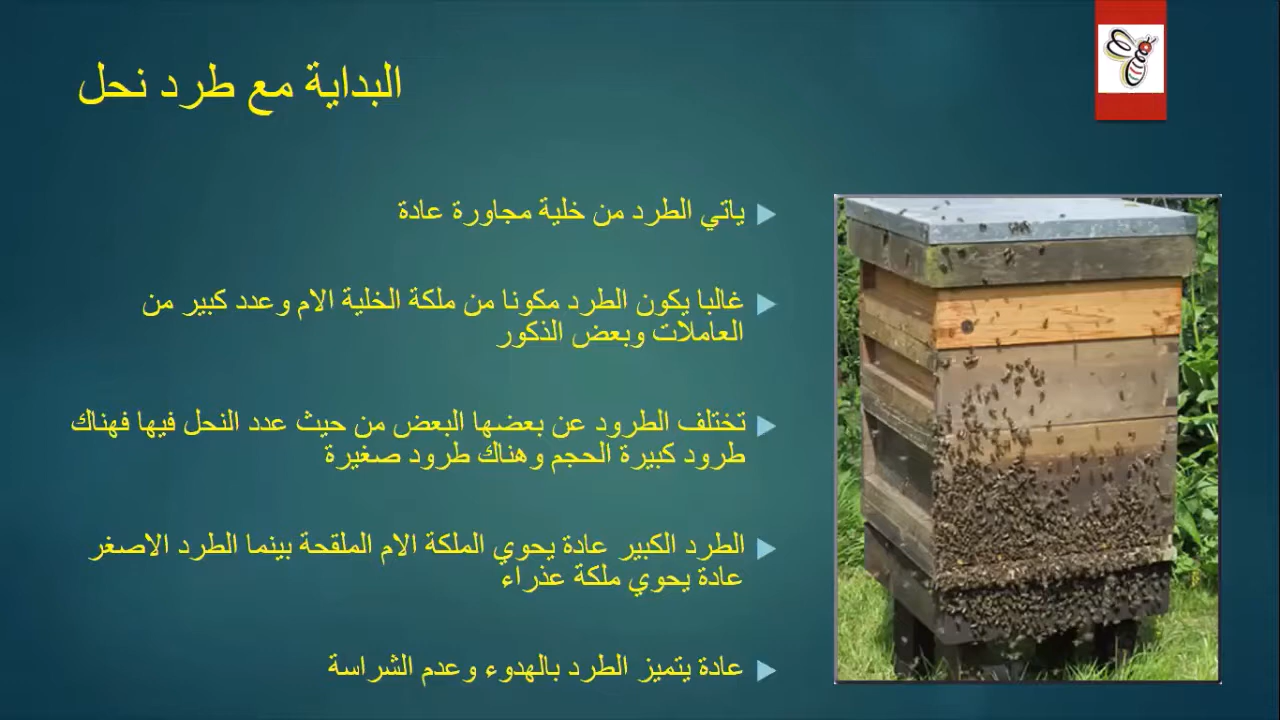 البداية مع طرد نحل
ياتي الطرد من خلية مجاورة عادة
غالبا يكون الطرد مكونا من ملكة الخلية الام وعدد كبير من
العاملات وبعض الذكور
تختلف الطرود عن بعضها البعض من حيث عدد النحل فيها فهناك
طرود كبيرة الحجم وهناك طرود صغيرة
الطرد الكبير عادة يحوي الملكة الام الملقحة بينما الطرد الاصغر
عادة يحوي ملكة عذراء
عادة يتميز الطرد بالهدوء وعدم الشراسة